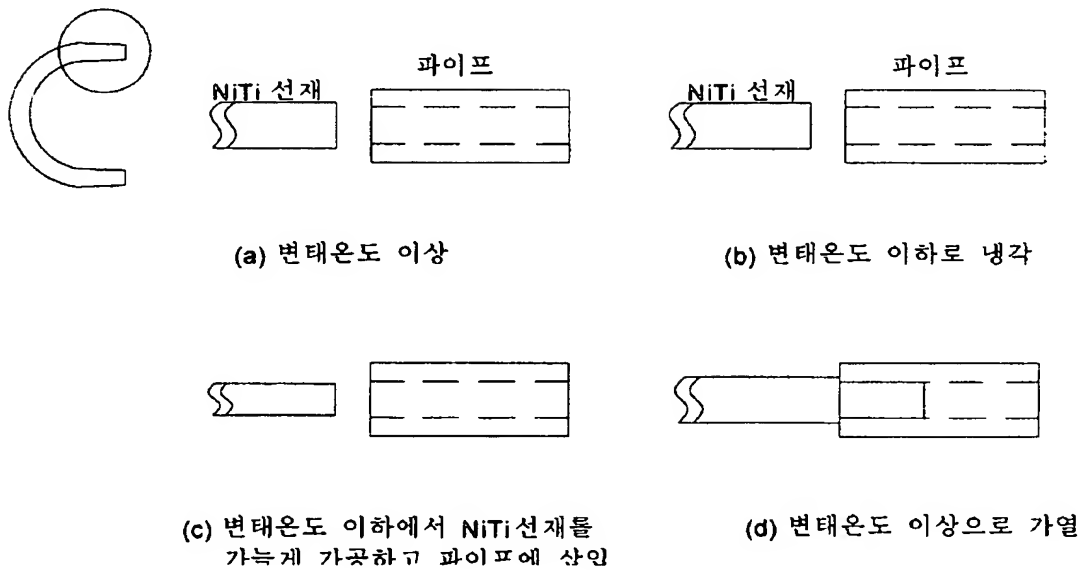 파이프
NiTi 선재
파이프
NiTi 선재
(a) 변태온도 이상
(b) 변태온도 이하로 냉각
(c) 변태온도 이하에서 NiTi선재를
가늘게 가공하고 파이프에 삽입
(d) 변태온도 이상으로 가열